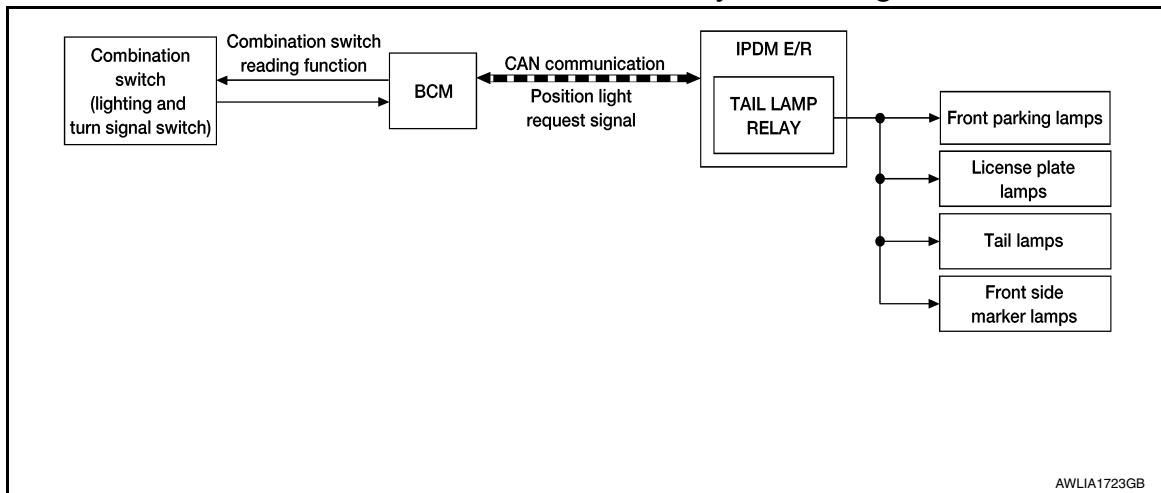 Combination
switch
(lighting and
turn signal switch)
Combination switch
reading function
BCM
CAN communication
Position light
request signal
IPDM E/R
TAIL LAMP
RELAY
Front parking lamps
License plate
lamps
Tail lamps
Front side
marker lamps
AWLIA1723GB